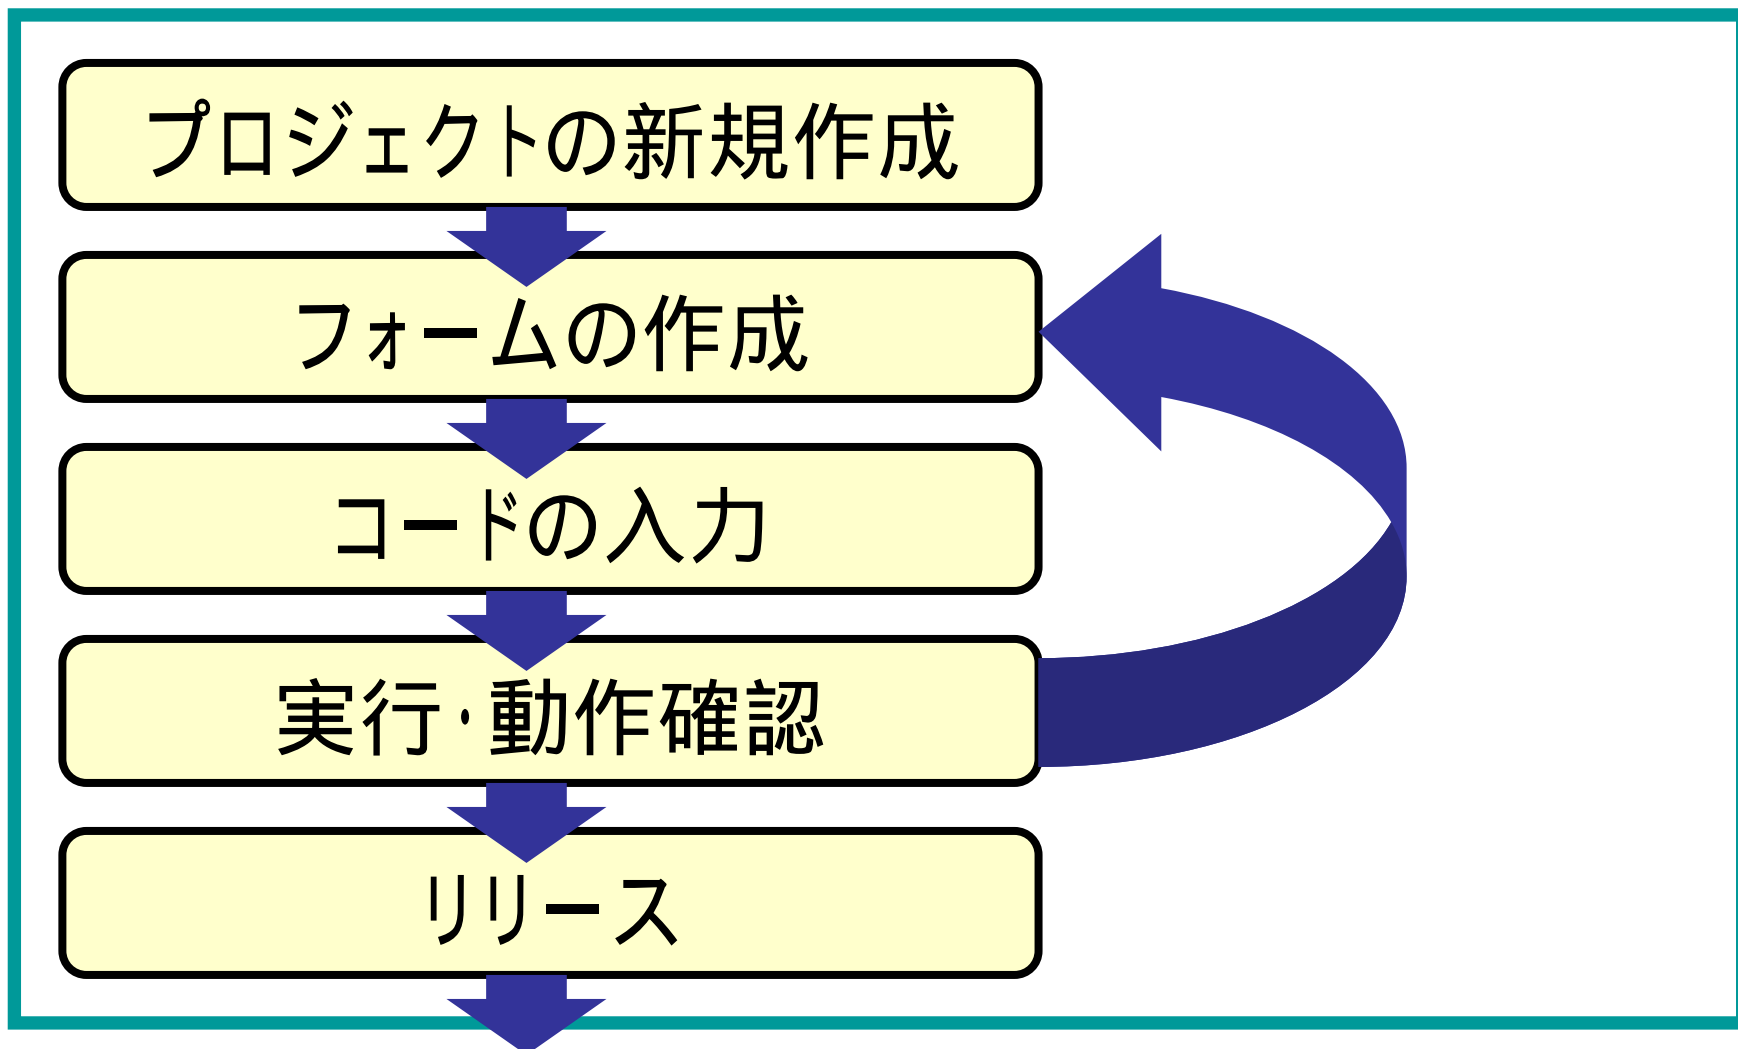 プロジェクトの新規作成
フォームの作成
コードの入力
実行・動作確認
リリース